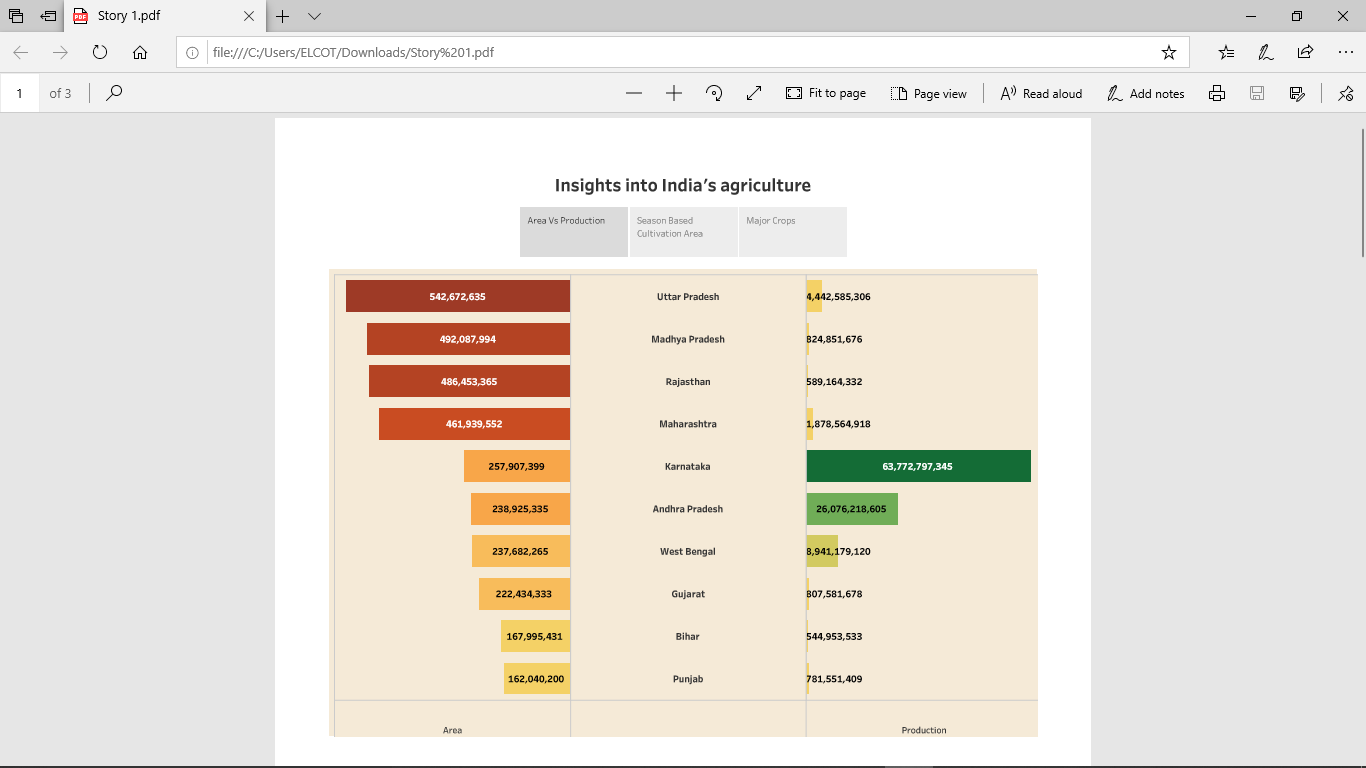 Story 1.pdf
file:///C:/Users/ELCOT/Downloads/Story%201.pdf
1 of 3 Fit to page Page view Read aloud Add notes
Insights into India's agriculture
Area Vs Production
Season Based
Cultivation Area
Major Crops
542,672,635 Uttar Pradesh 4,442,585,306
492,087,994 Madhya Pradesh 824,851,676
486,453,365 Rajasthan 589,164,332
461,939,552 Maharashtra 1,878,564,918
257,907,399 Karnataka 63,772,797,345
238,925,335 Andhra Pradesh 26,076,218,605
237,682,265 West Bengal 8,941,179,120
222,434,333 Gujarat 807,581,678
167,995,431 Bihar 544,953,533
162,040,200 Punjab 781,551,409
Area Production